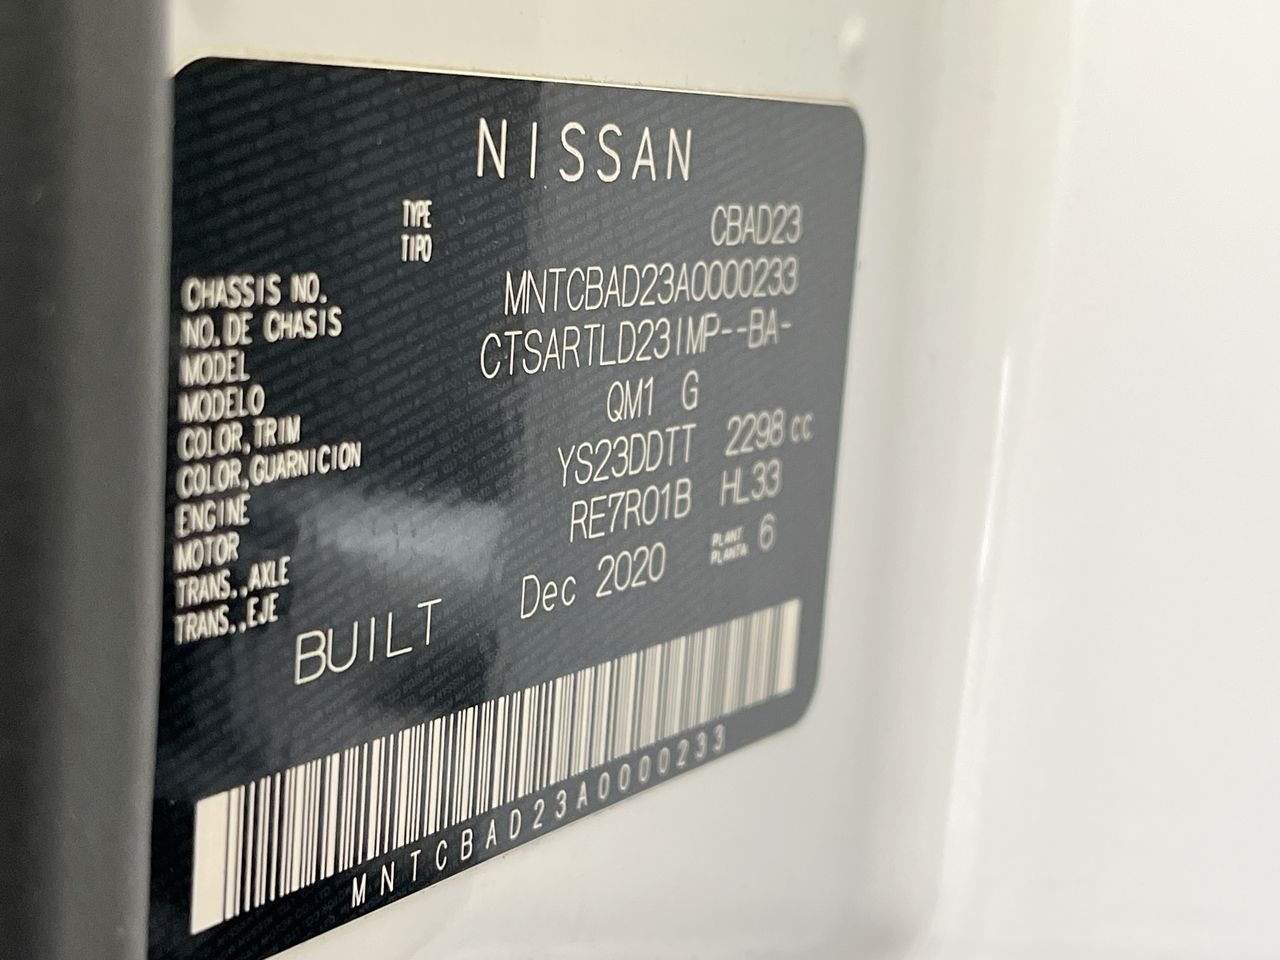 NISSAN
TYPE CBAD23
TIPO
CHASSIS NO. MNTCBAD23A0000233
NO. DE CHASIS
MODEL CTSARTLD23IMP--BA-
MODELO
COLOR, TRIM QM1 G
COLOR, GUARNICION
ENGINE YS23DDTT 2298 cc
MOTOR
TRANS., AXLE RE7R01B HL33
TRANS., EJE
BUILT Dec 2020 PLANT 6
PLANTA
MNTCBAD23A0000233